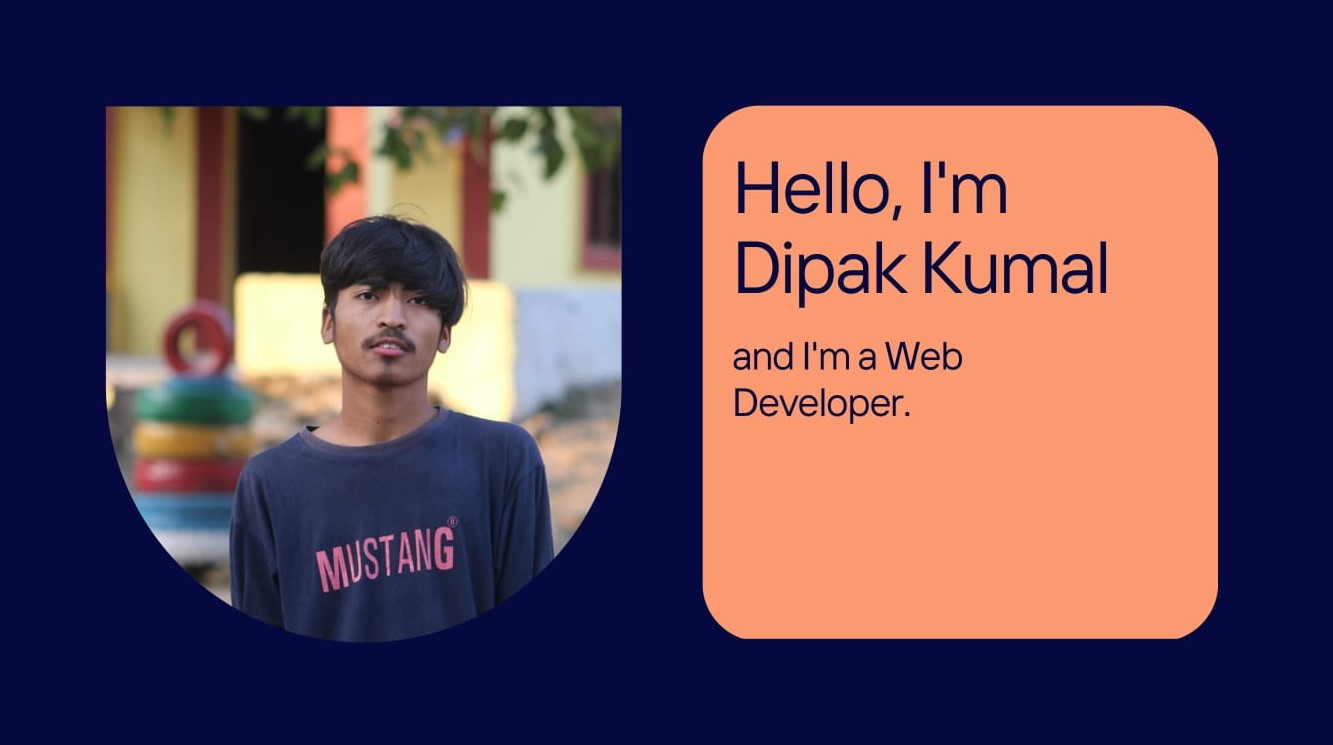 Hello, I'm
Dipak Kumal
and I'm a Web
Developer.
MUSTANG®